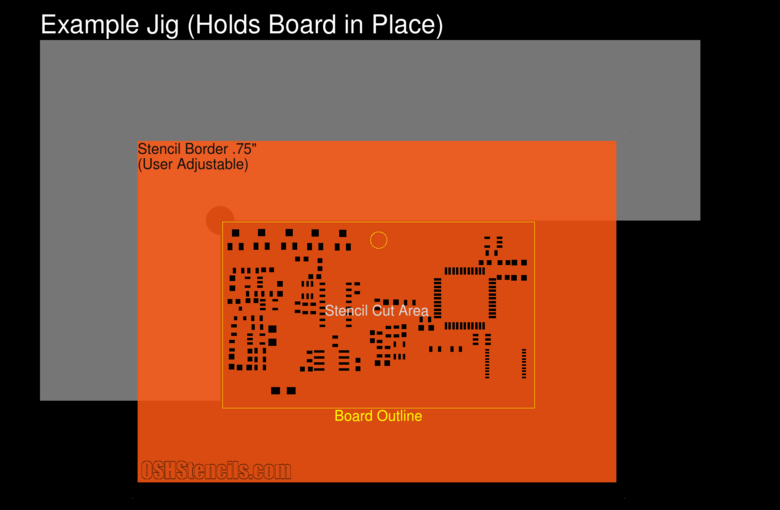 Example Jig (Holds Board in Place)
Stencil Border .75"
(User Adjustable)
Stencil Cut Area
Board Outline
OSHStencils.com